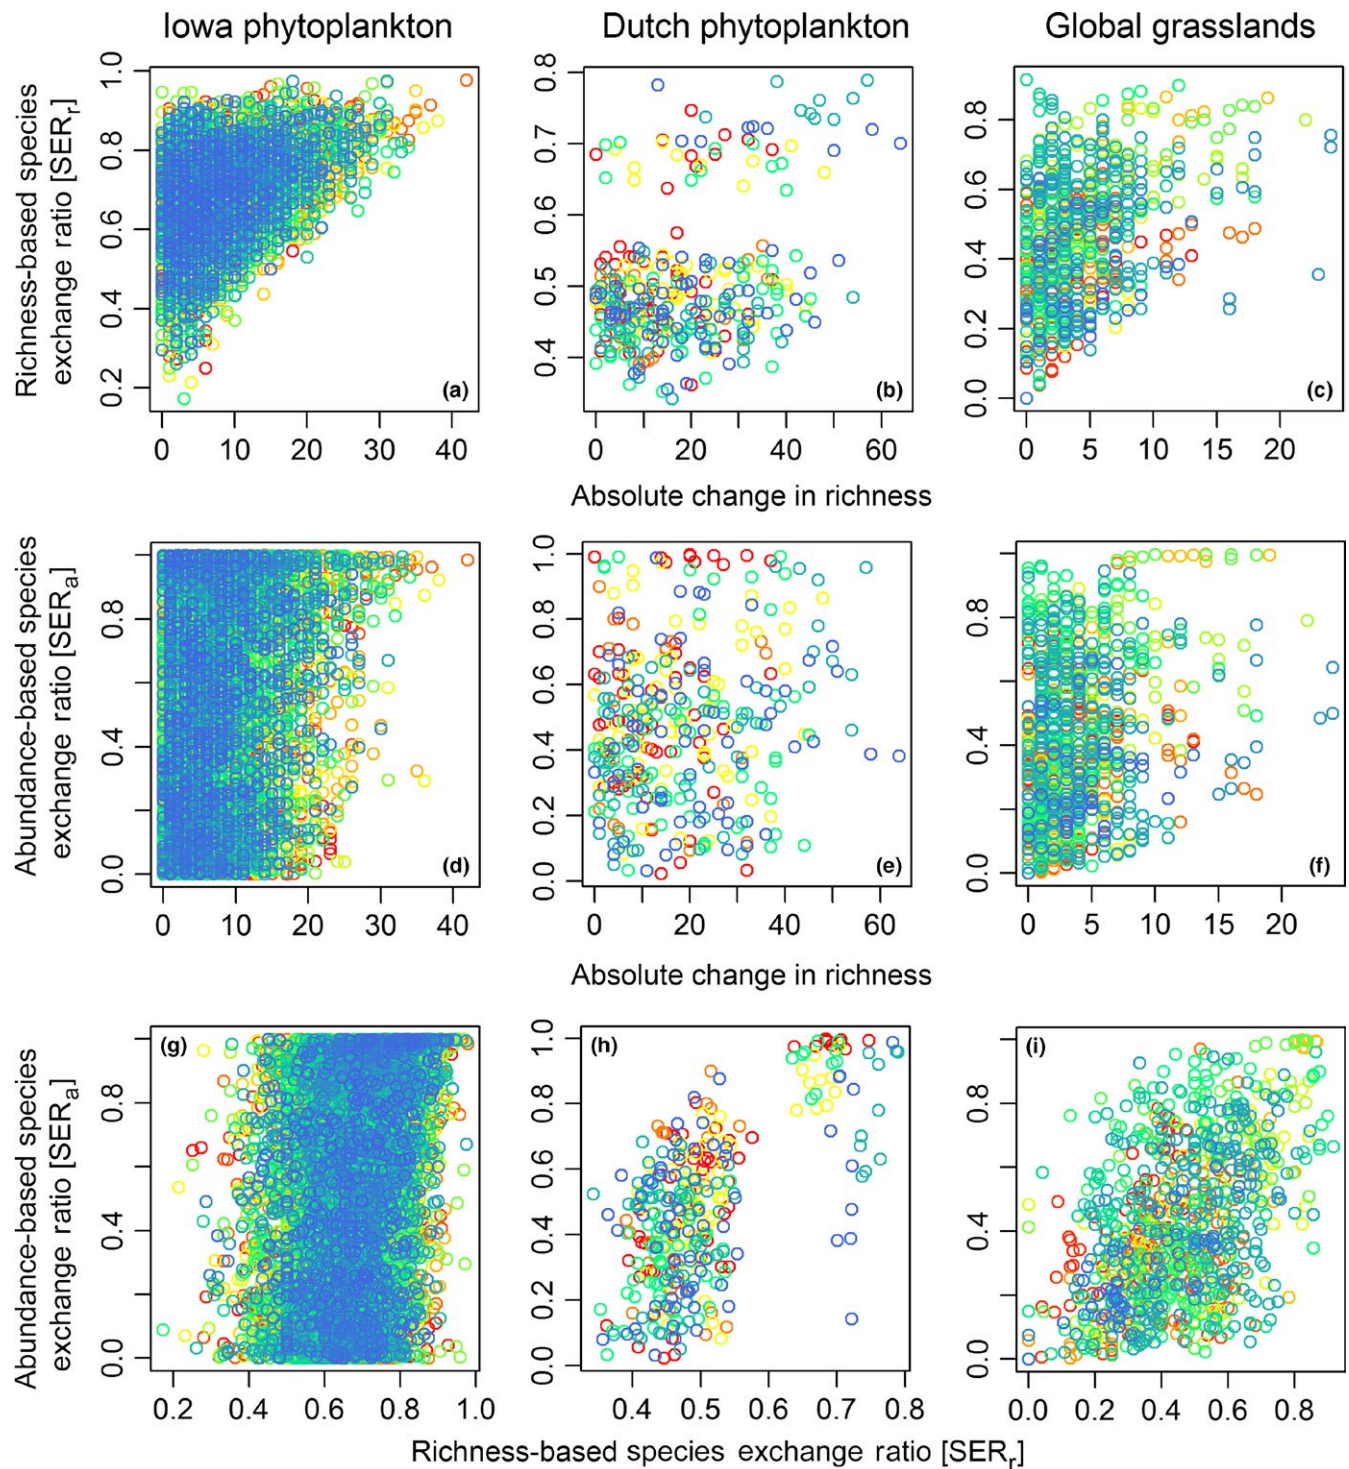 Iowa phytoplankton
Dutch phytoplankton
Global grasslands
Richness-based species
exchange ratio [SERr]
1.0
0.8
0.6
0.4
0.2
(a)
0 10 20 30 40
0.8
0.7
0.6
0.5
0.4
(b)
0 20 40 60
0.8
0.6
0.4
0.2
0.0
(c)
0 5 10 15 20
Absolute change in richness
Abundance-based species
exchange ratio [SERa]
0.8
0.4
0.0
(d)
0 10 20 30 40
1.0
0.8
0.6
0.4
0.2
0.0
(e)
0 20 40 60
0.8
0.4
0.0
(f)
0 5 10 15 20
Absolute change in richness
Abundance-based species
exchange ratio [SERa]
0.8
0.4
0.0
(g)
0.2 0.4 0.6 0.8 1.0
1.0
0.8
0.6
0.4
0.2
0.0
(h)
0.4 0.5 0.6 0.7 0.8
0.8
0.4
0.0
(i)
0.0 0.2 0.4 0.6 0.8
Richness-based species exchange ratio [SERr]